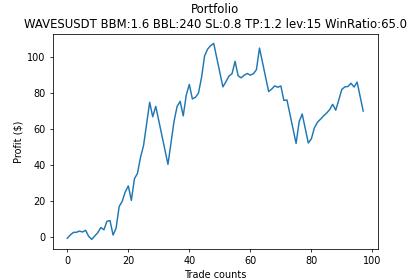 Portfolio
WAVESUSDT BBM:1.6 BBL:240 SL:0.8 TP:1.2 lev:15 WinRatio:65.0
100
80
60
40
20
0
Profit ($)
0 20 40 60 80 100
Trade counts